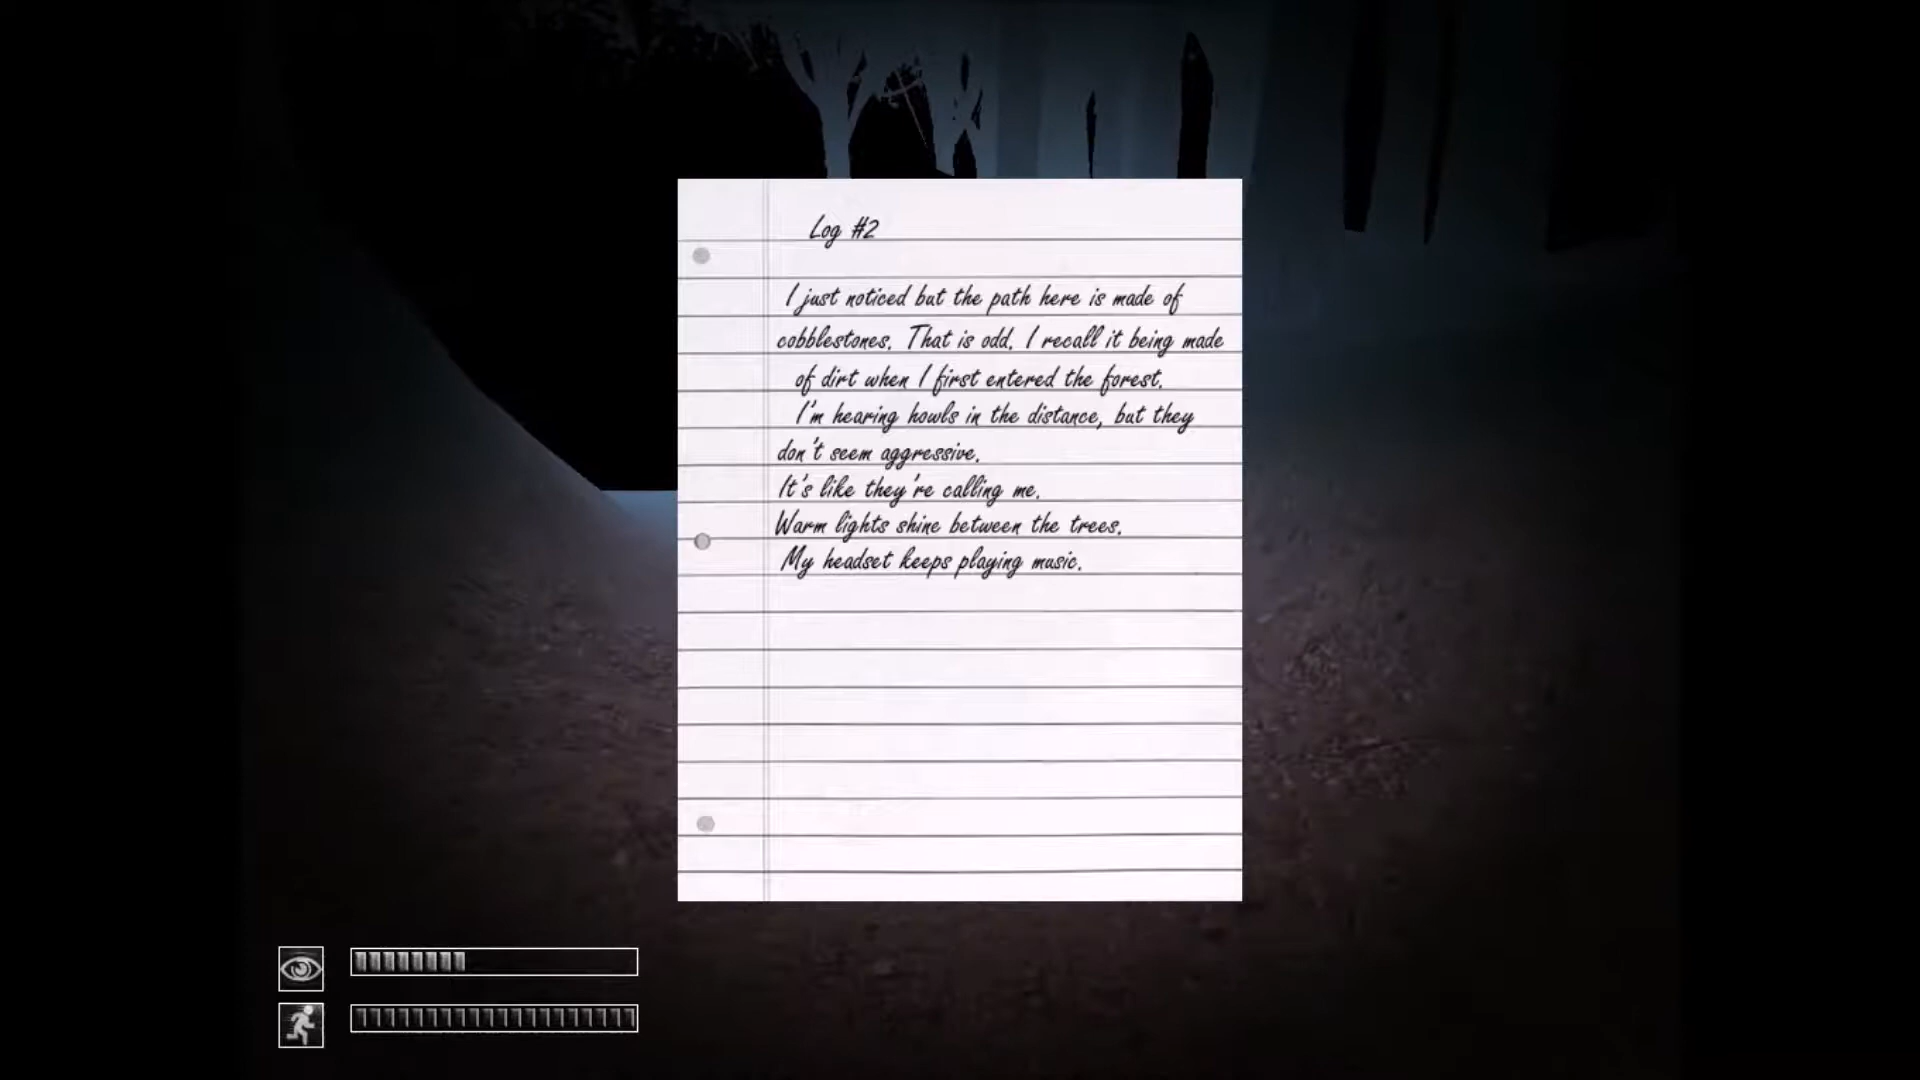 Log #2
I just noticed but the path here is made of
cobblestones. That is odd. I recall it being made
of dirt when I first entered the forest.
I'm hearing howls in the distance, but they
don't seem aggressive.
It's like they're calling me.
Warm lights shine between the trees.
My headset keeps playing music.